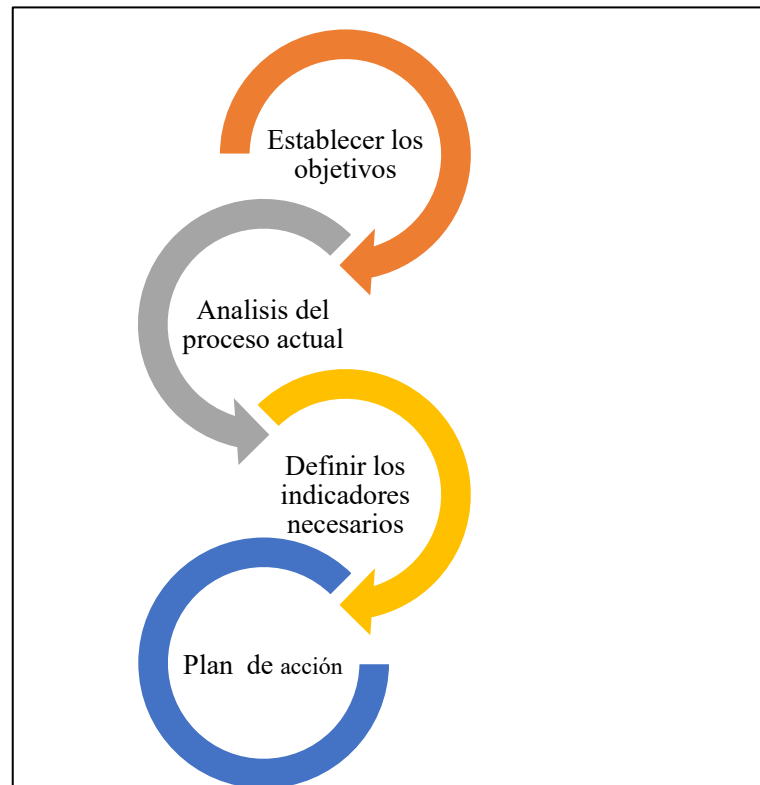 Establecer los
objetivos
Analisis del
proceso actual
Definir los
indicadores
necesarios
Plan de acción